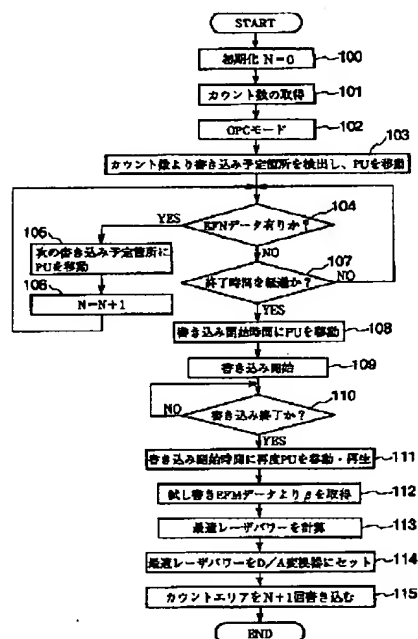 START
初期化 N=0
100
カウント数の取得
101
OPCモード
102
103
カウント数より書き込み予定箇所を検出し、PUを移動
104
YES
EFMデータ有りか?
105
次の書き込み予定箇所に
PUを移動
NO
107
106
終了時間を経過か?
NO
N=N+1
YES
書き込み開始時間にPUを移動
108
書き込み開始
109
110
NO
書き込み終了か?
YES
書き込み開始時間に再度PUを移動・再生
111
試し書きEFMデータよりβを取得
112
最適レーザパワーを計算
113
最適レーザパワーをD/A変換器にセット
114
カウントエリアをN+1回書き込む
115
END